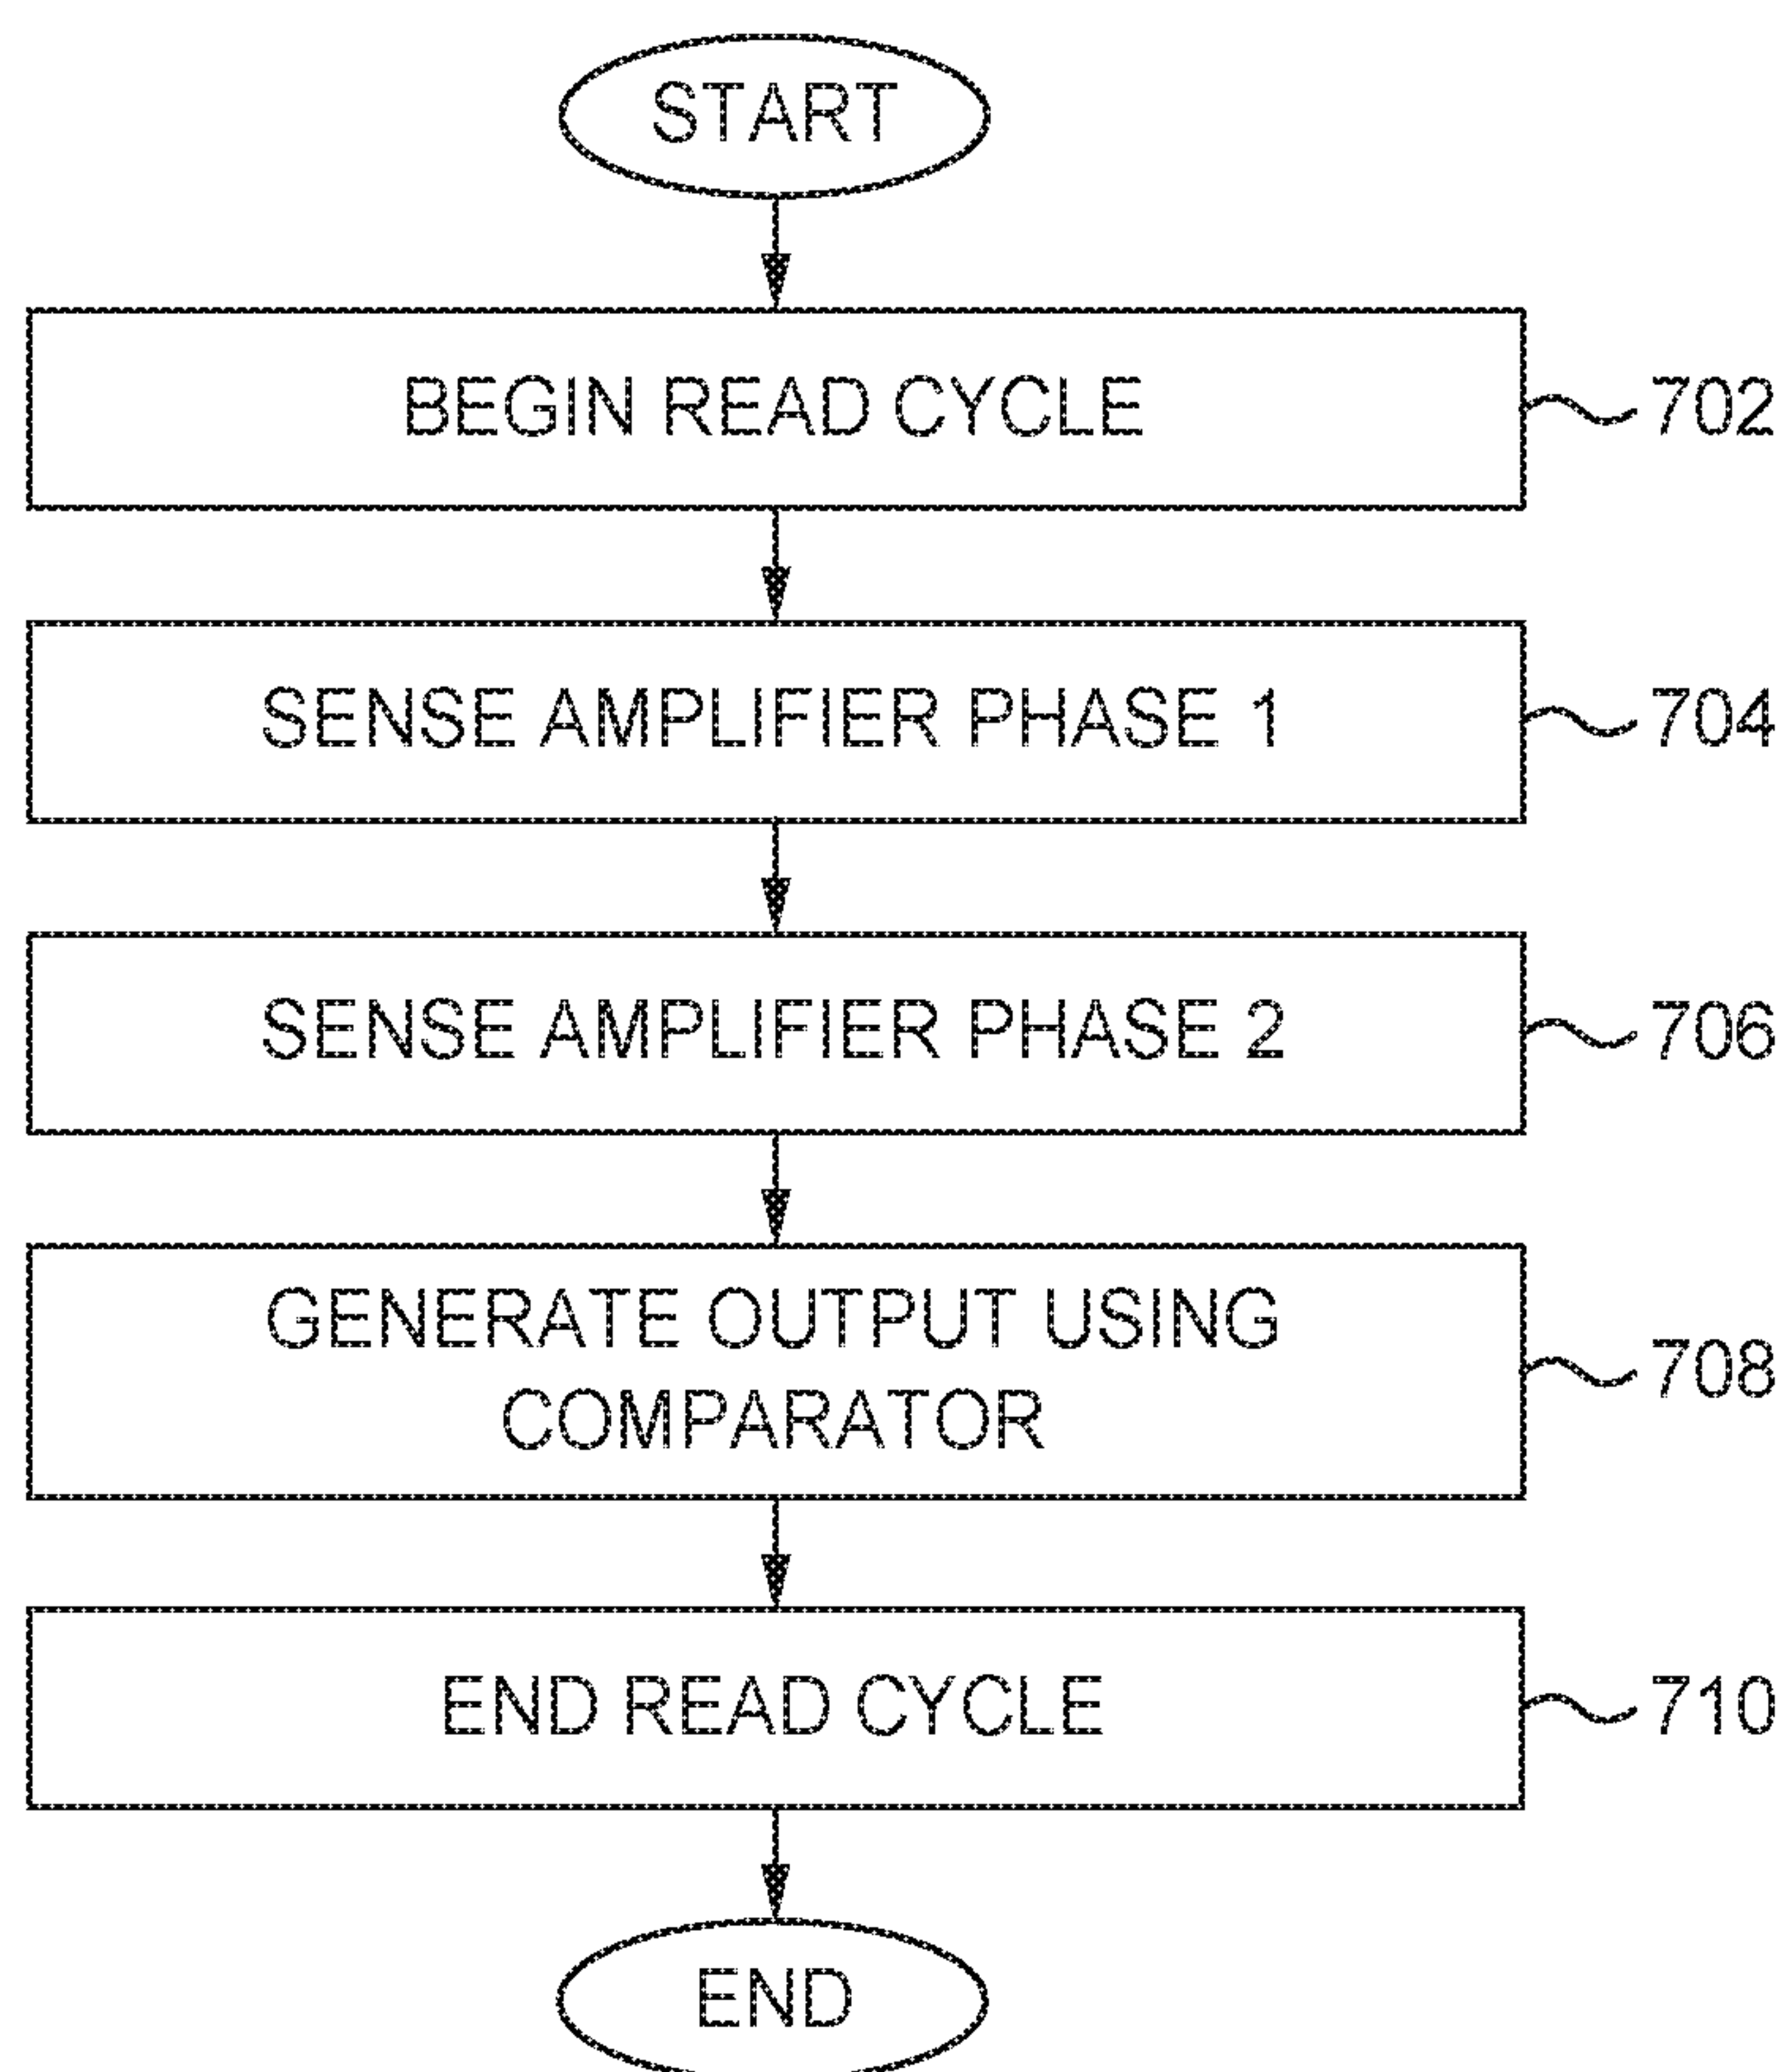 START
BEGIN READ CYCLE
702
SENSE AMPLIFIER PHASE 1
704
SENSE AMPLIFIER PHASE 2
706
GENERATE OUTPUT USING
COMPARATOR
708
END READ CYCLE
710
END